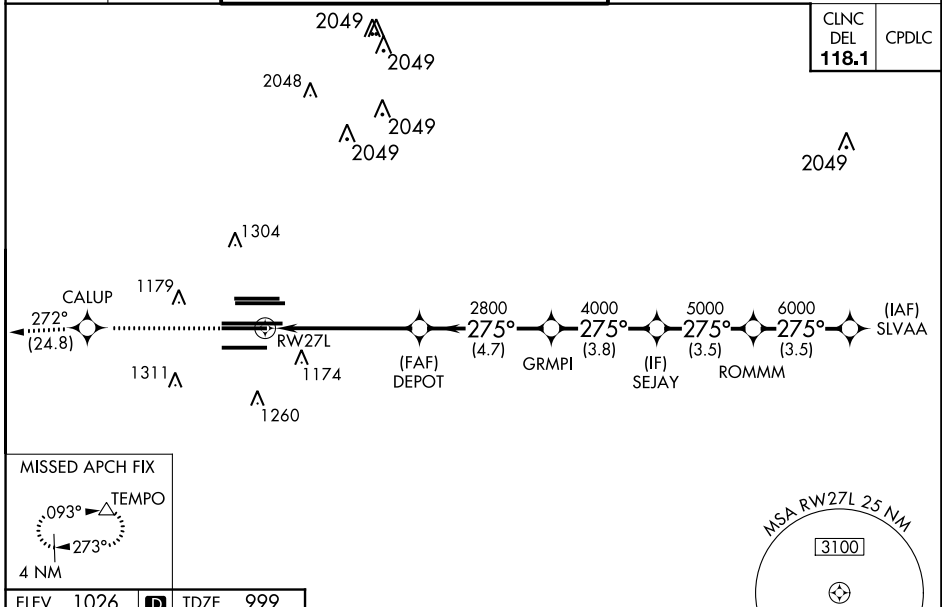 2049
2049
2048
2049
2049
2049
CLNC
DEL
118.1
CPDLC
1304
1179
CALUP
272°
(24.8)
RW27L
1311
1174
1260
(FAF)
DEPOT
2800
275°
(4.7)
GRMPI
4000
275°
(3.8)
(IF)
SEJAY
5000
275°
(3.5)
ROMMM
6000
275°
(3.5)
(IAF)
SLVAA
MISSED APCH FIX
TEMPO
093°
273°
4 NM
MSA RW27L 25 NM
3100
ELEV 1026 D TDZE 999